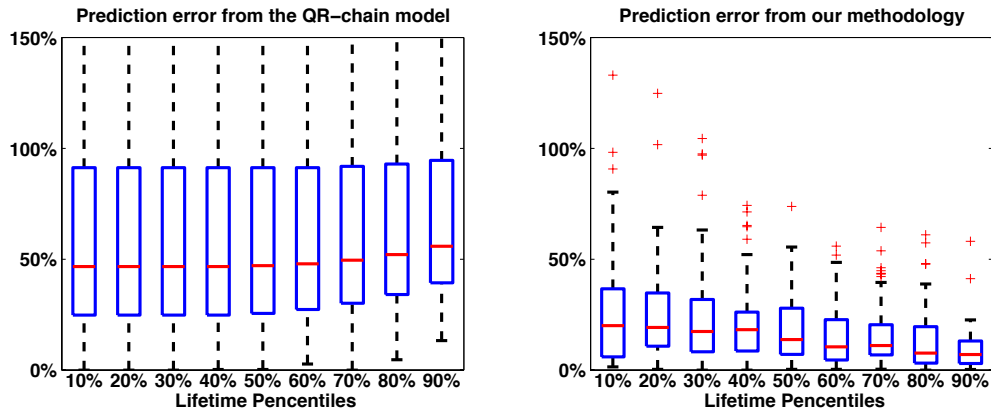 Prediction error from the QR−chain model
150%
100%
50%
0%
10% 20% 30% 40% 50% 60% 70% 80% 90%
Lifetime Percentiles
Prediction error from our methodology
150%
100%
50%
0%
10% 20% 30% 40% 50% 60% 70% 80% 90%
Lifetime Percentiles